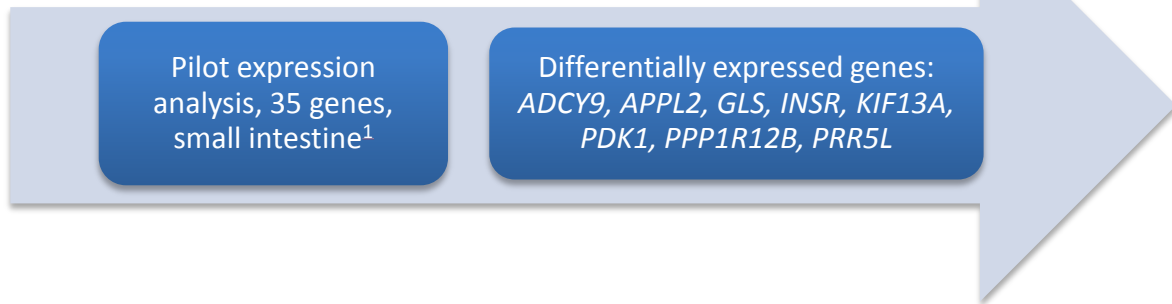 Pilot expression
analysis, 35 genes,
small intestine¹
Differentially expressed genes:
ADCY9, APPL2, GLS, INSR, KIF13A,
PDK1, PPP1R12B, PRR5L